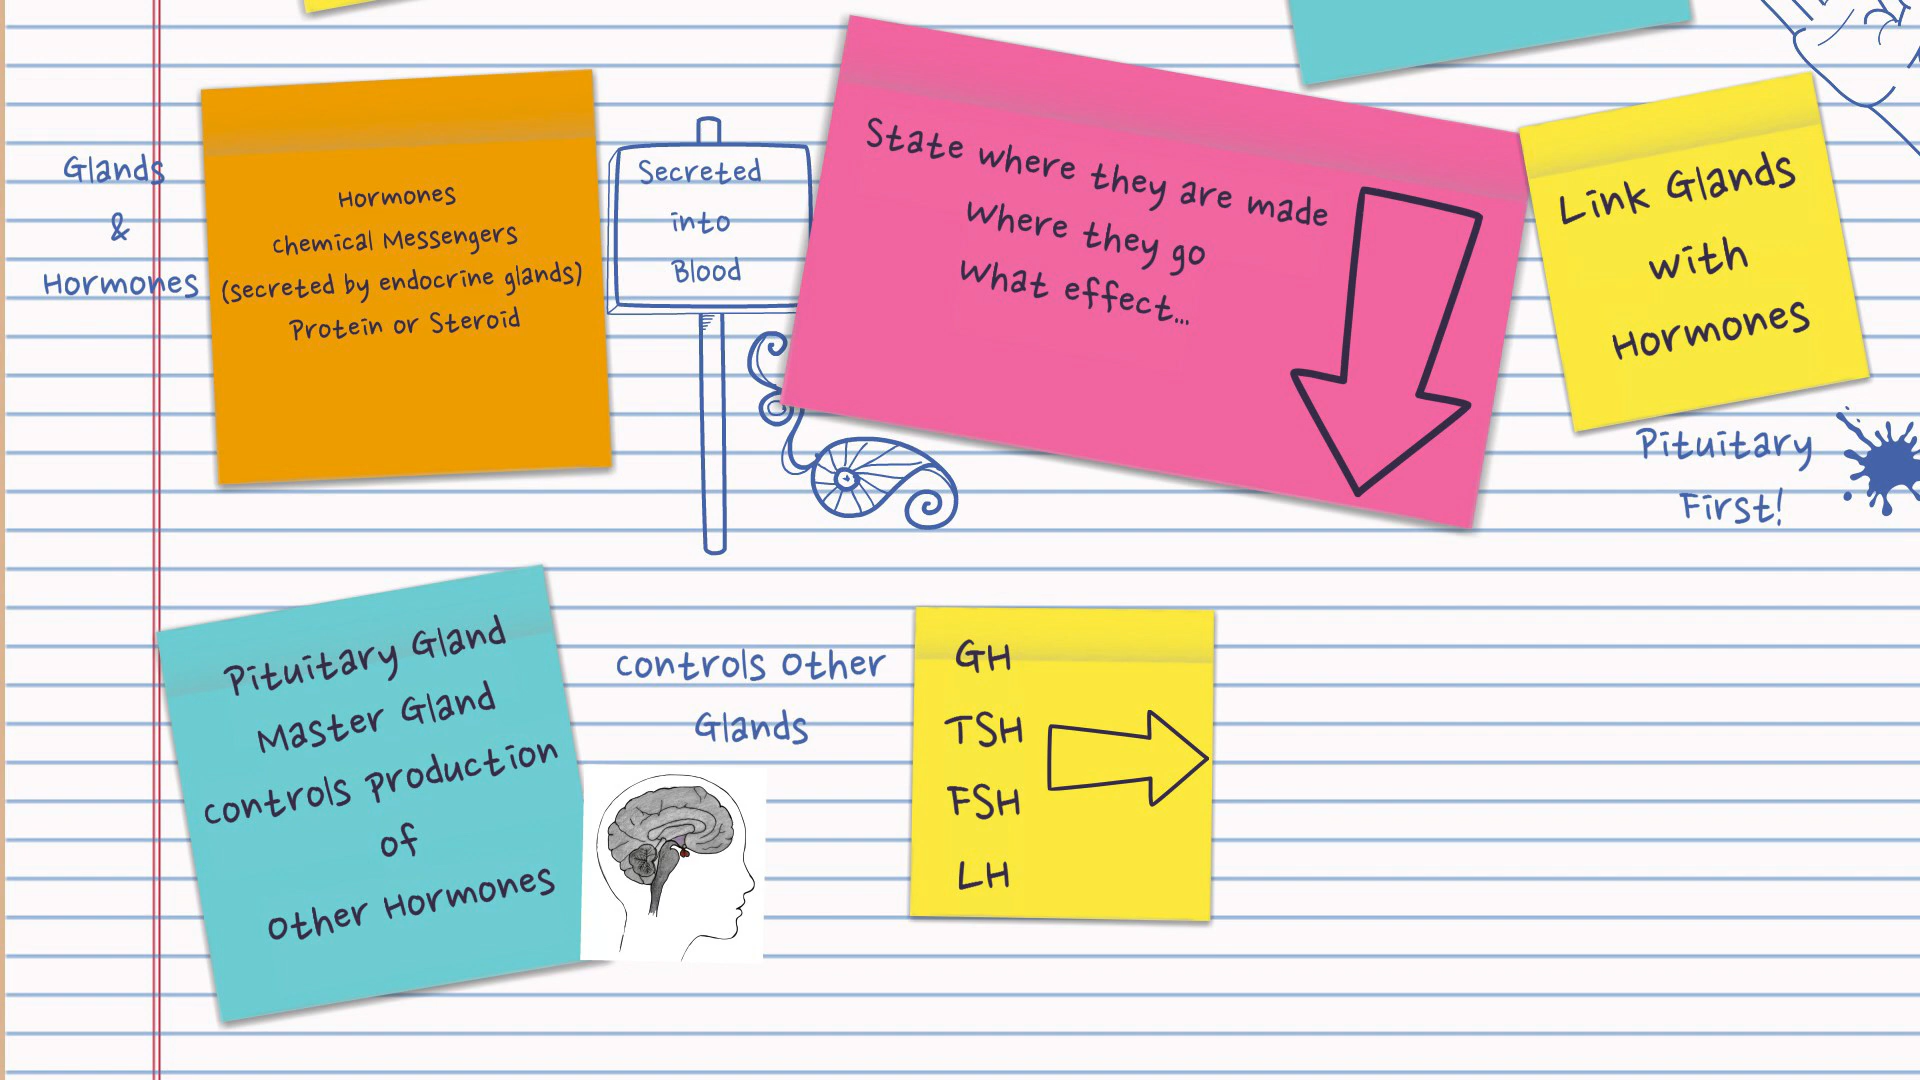 Glands
&
Hormones
Hormones
Chemical Messengers
(secreted by endocrine glands)
Protein or Steroid
Secreted
into
Blood
State where they are made
Where they go
What effect...
Link Glands
with
Hormones
Pituitary
First!
Pituitary Gland
Master Gland
Controls production
of
Other Hormones
Controls Other
Glands
GH
TSH
FSH
LH